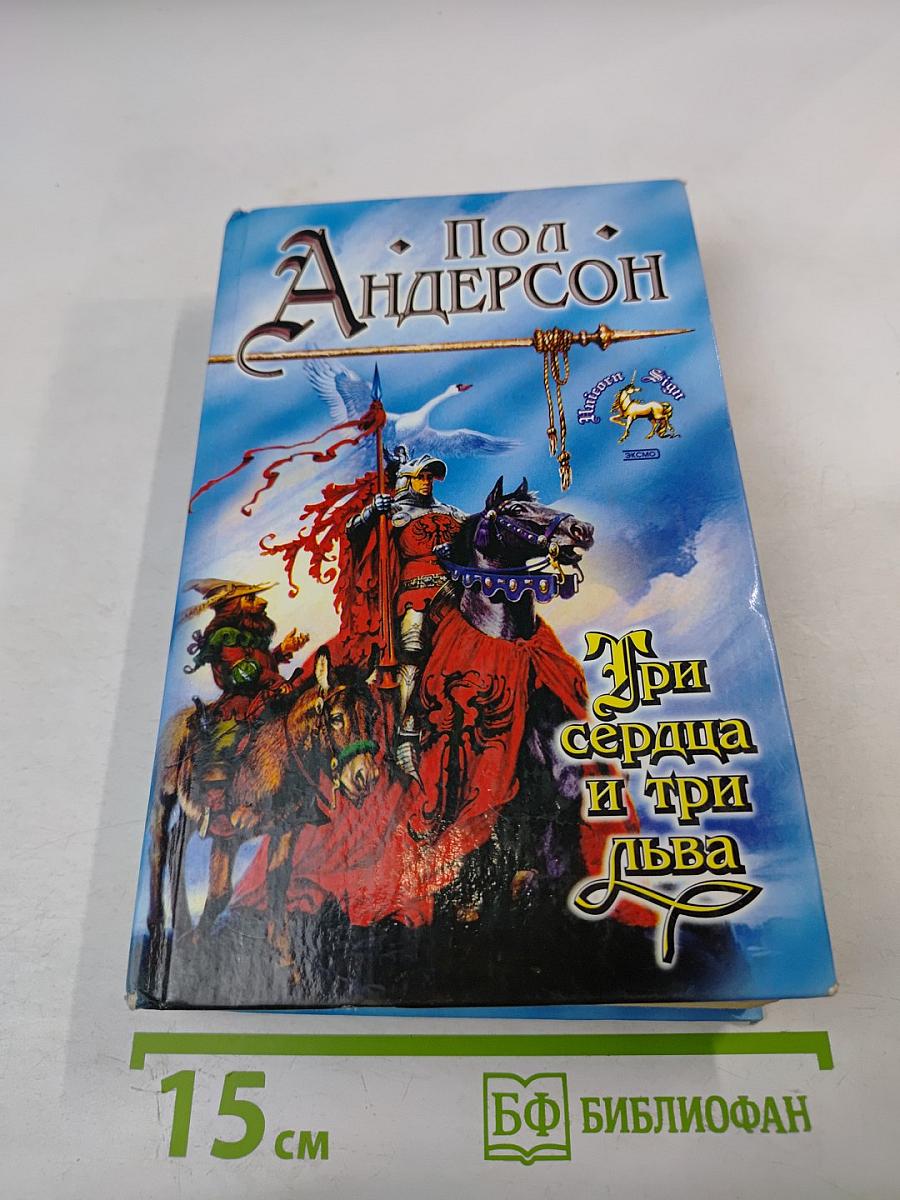 Пол
Андерсон
Unicorn Sign
ЭКСМО
Три
сердца
и три
льва
15 см
БФ БИБЛИОФАН